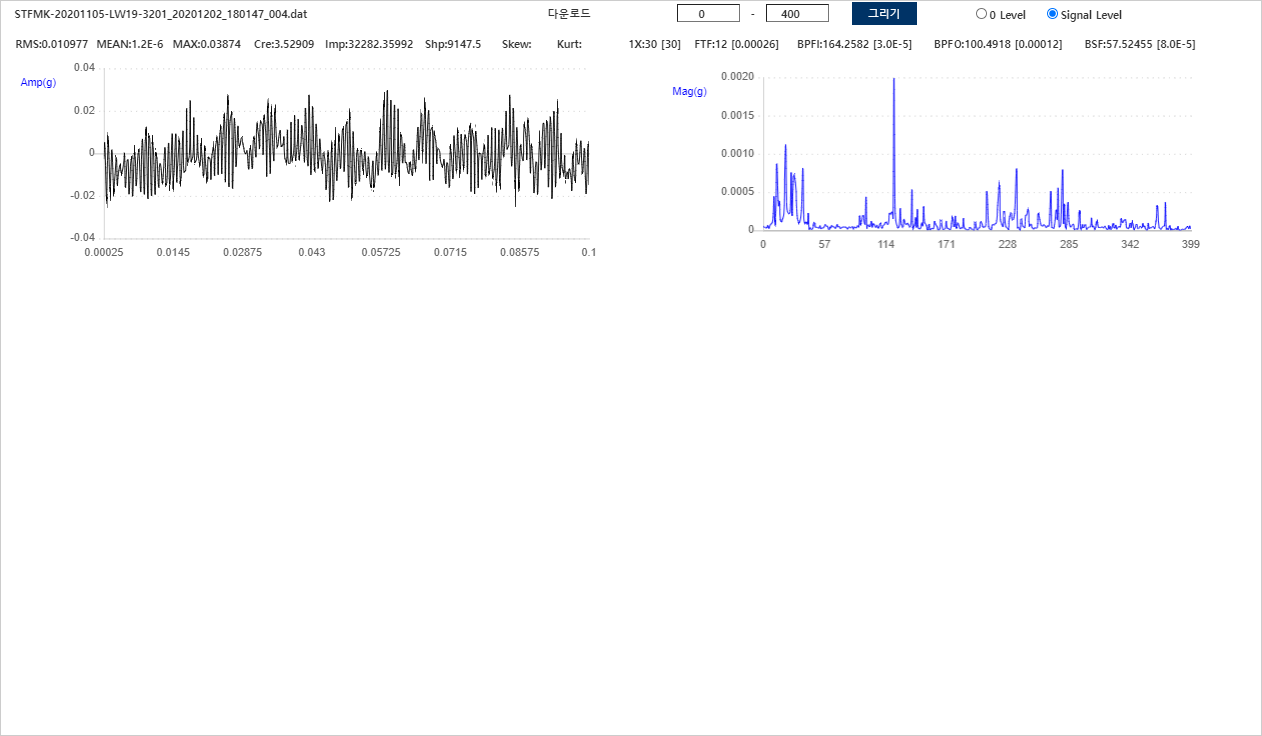 STFMK-20201105-LW19-3201_20201202_180147_004.dat 다운로드 0 - 400 그리기 0 Level Signal Level
RMS:0.010977 MEAN:1.2E-6 MAX:0.03874 Cre:3.52909 Imp:32282.35992 Shp:9147.5 Skew: Kurt: 1X:30 [30] FTF:12 [0.00026] BPFI:164.2582 [3.0E-5] BPFO:100.4918 [0.00012] BSF:57.52455 [8.0E-5]
Amp(g)
0.04
0.02
0
-0.02
-0.04
0.00025 0.0145 0.02875 0.043 0.05725 0.0715 0.08575 0.1
Mag(g)
0.0020
0.0015
0.0010
0.0005
0
0 57 114 171 228 285 342 399